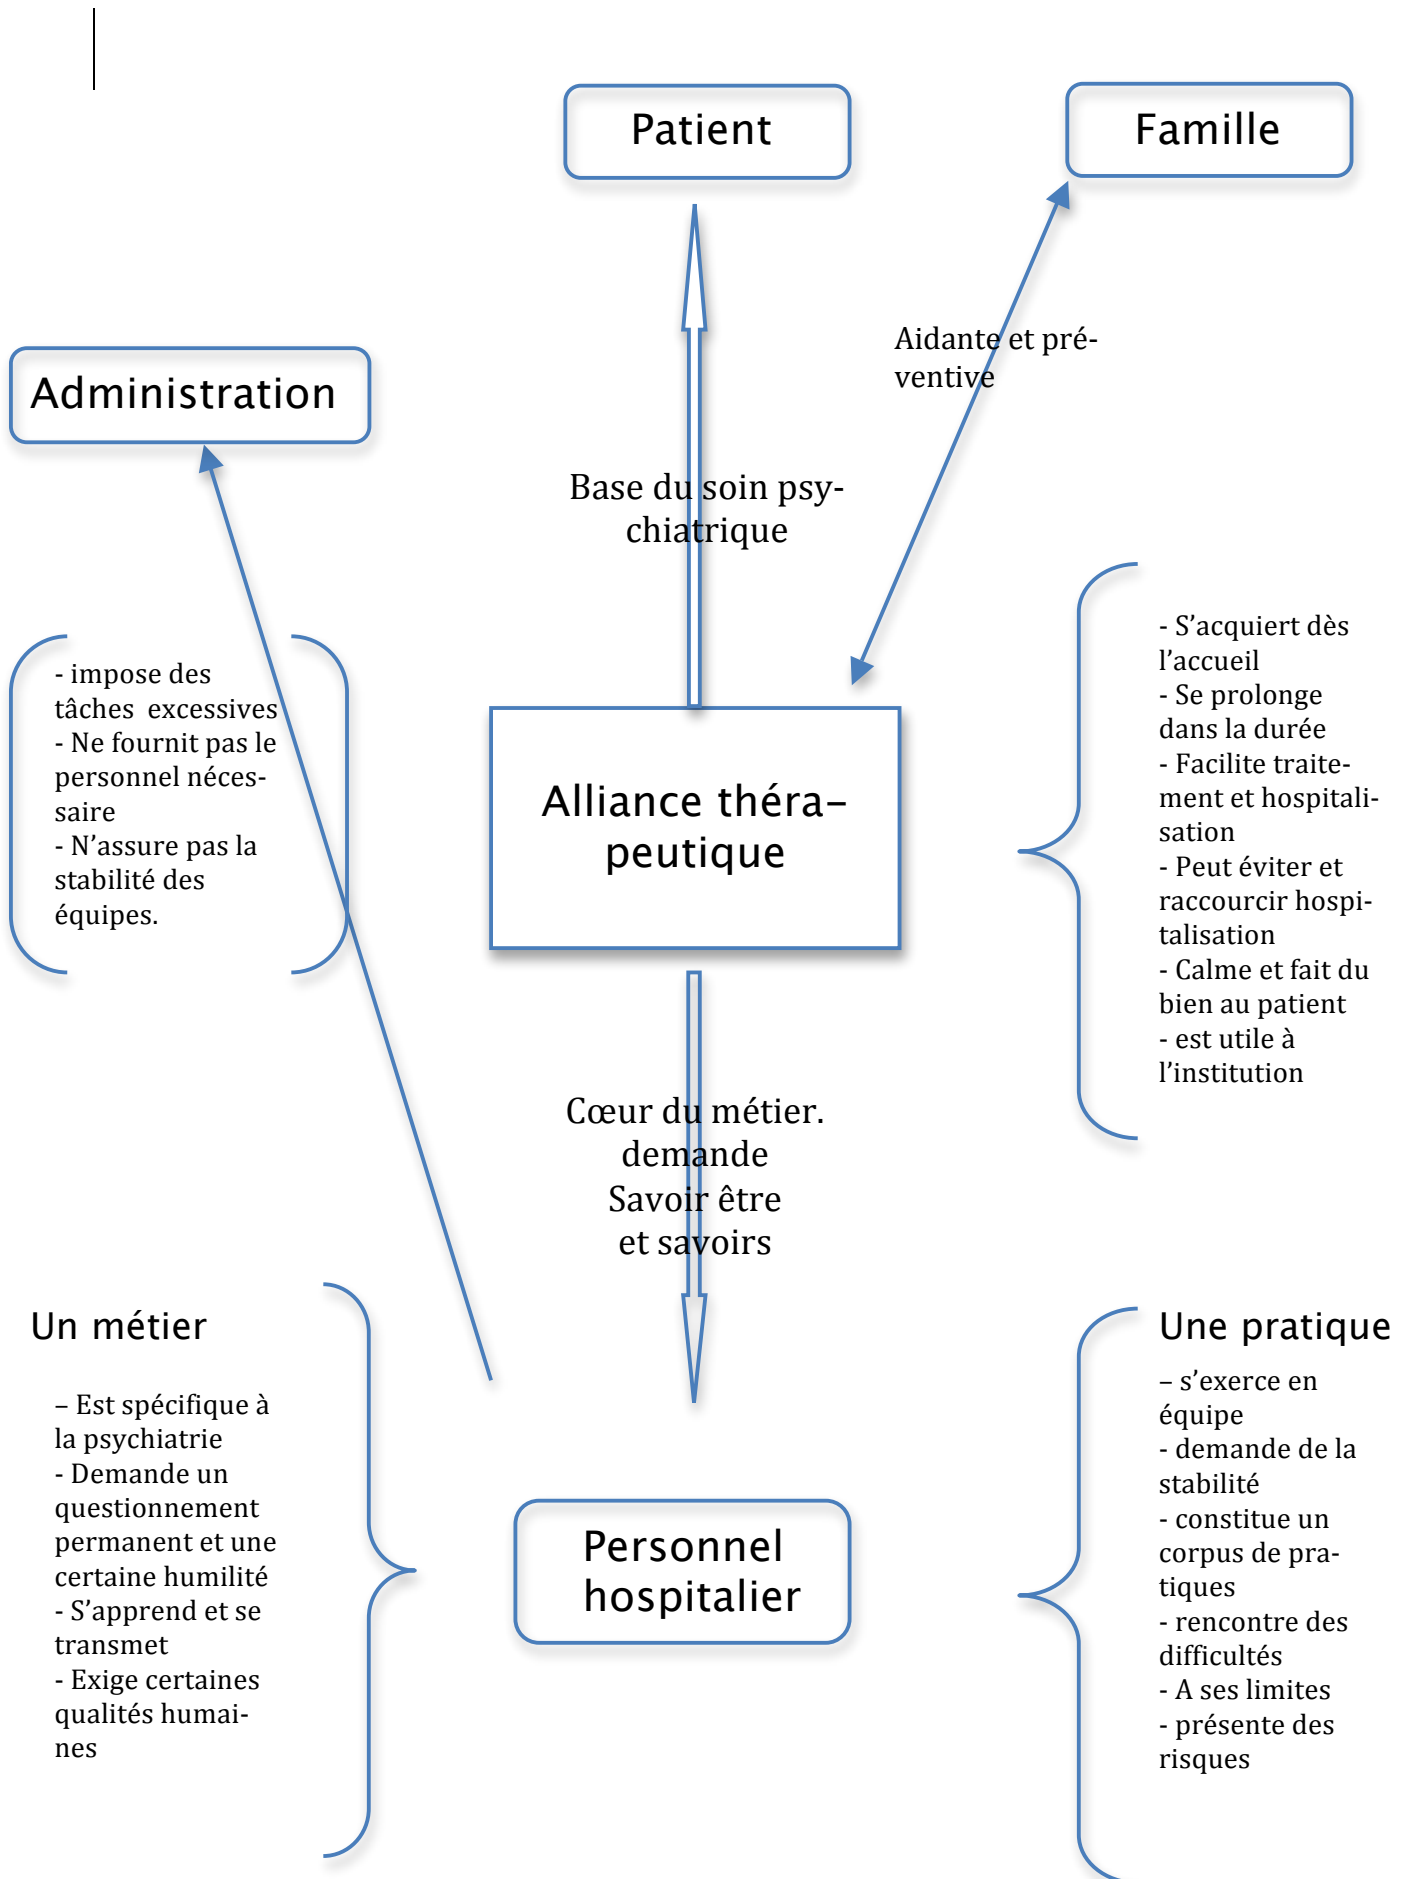 Patient
Famille
Aidante et pré-
ventive
Administration
Base du soin psy-
chiatrique
- impose des
tâches  excessives
- Ne fournit pas le
personnel néces-
saire
- N’assure pas la
stabilité des
équipes.
Alliance théra-
peutique
- S’acquiert dès
l’accueil
- Se prolonge
dans la durée
- Facilite traite-
ment et hospitali-
sation
- Peut éviter et
raccourcir hospi-
talisation
- Calme et fait du
bien au patient
- est utile à
l’institution
Cœur du métier.
demande
Savoir être
et savoirs
Un métier
– Est spécifique à
la psychiatrie
- Demande un
questionnement
permanent et une
certaine humilité
- S’apprend et se
transmet
- Exige certaines
qualités humai-
nes
Personnel
hospitalier
Une pratique
– s’exerce en
équipe
- demande de la
stabilité
- constitue un
corpus de pra-
tiques
- rencontre des
difficultés
- A ses limites
- présente des
risques